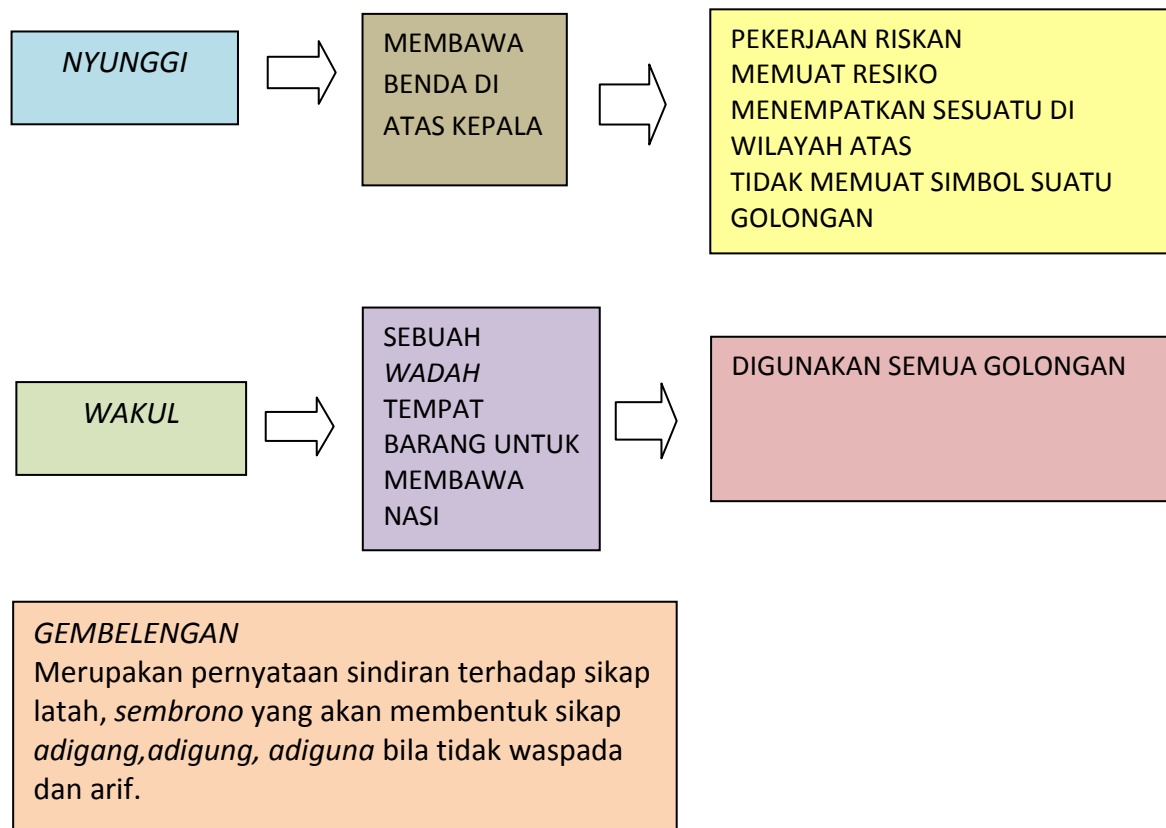 NYUNGGI
MEMBAWA
BENDA DI
ATAS KEPALA
PEKERJAAN RISKAN
MEMUAT RESIKO
MENEMPATKAN SESUATU DI
WILAYAH ATAS
TIDAK MEMUAT SIMBOL SUATU
GOLONGAN
WAKUL
SEBUAH
WADAH
TEMPAT
BARANG UNTUK
MEMBAWA
NASI
DIGUNAKAN SEMUA GOLONGAN
GEMBELENGAN
Merupakan pernyataan sindiran terhadap sikap
latah, sembrono yang akan membentuk sikap
adigang,adigung, adiguna bila tidak waspada
dan arif.